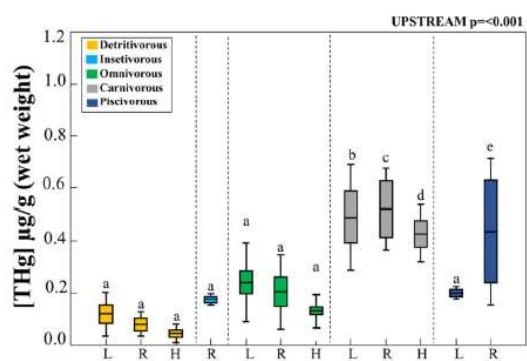 UPSTREAM p=<0.001
1.2
1.0
0.8
0.6
0.4
0.2
0.0
[THg] µg/g (wet weight)
Detritivorous
Insetivorous
Omnivorous
Carnivorous
Piscivorous
a a a a a a a b c d a e
L R H R L R H L R H L R